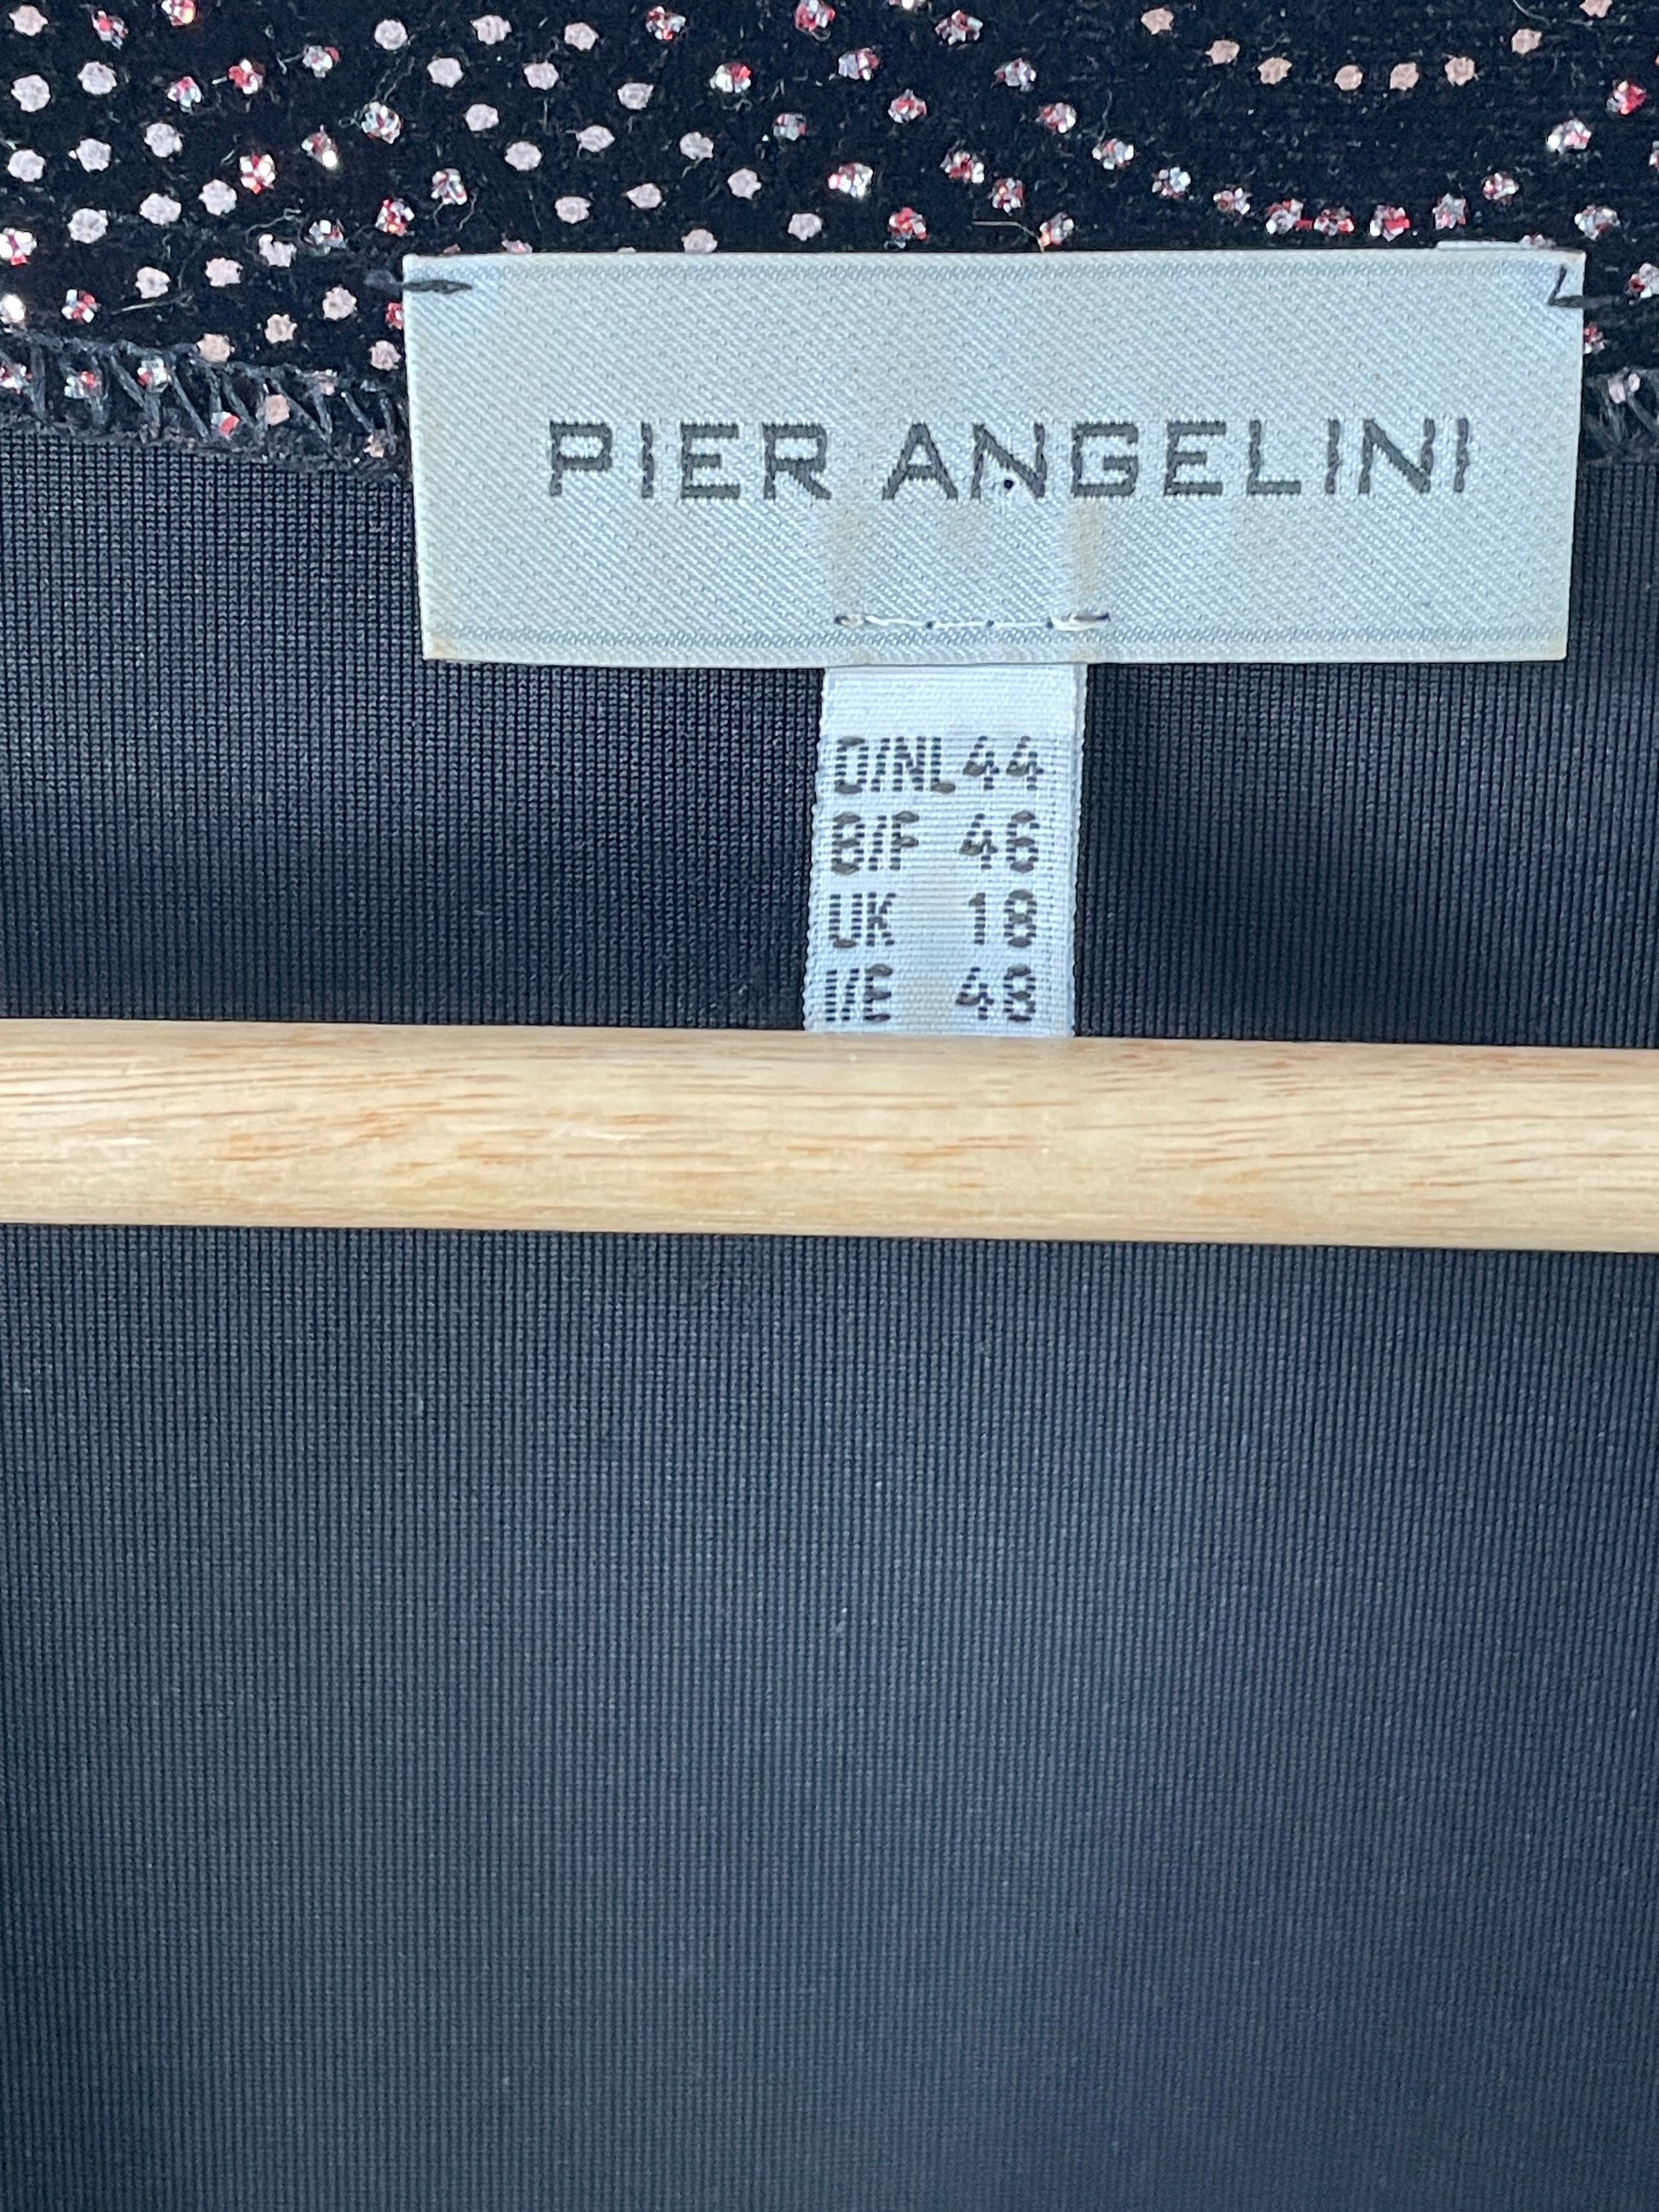 PIER ANGELINI
D/NL 44
B/F 46
UK 18
I/E 48